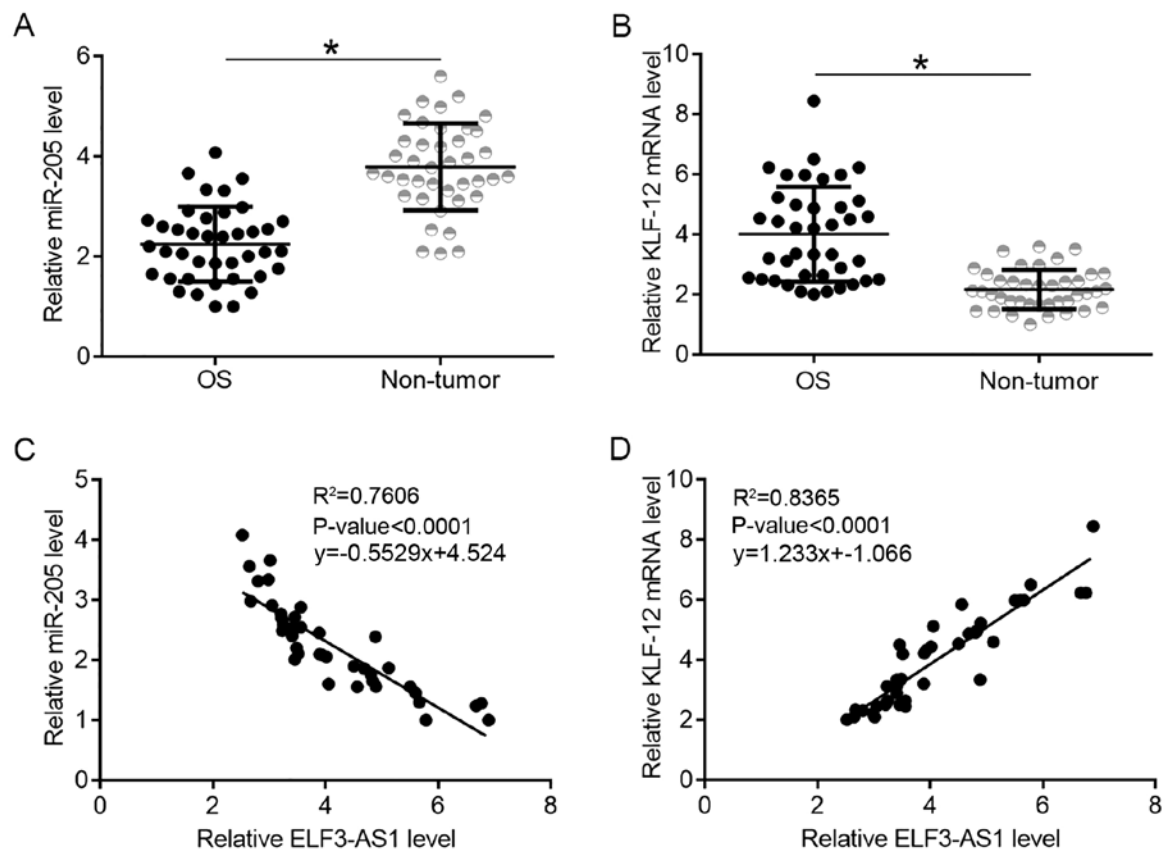 A
Relative miR-205 level
6
4
2
0
*
OS
Non-tumor
B
Relative KLF-12 mRNA level
10
8
6
4
2
0
*
OS
Non-tumor
C
Relative miR-205 level
5
4
3
2
1
0
R²=0.7606
P-value<0.0001
y=-0.5529x+4.524
0 2 4 6 8
Relative ELF3-AS1 level
D
Relative KLF-12 mRNA level
10
8
6
4
2
0
R²=0.8365
P-value<0.0001
y=1.233x+-1.066
0 2 4 6 8
Relative ELF3-AS1 level